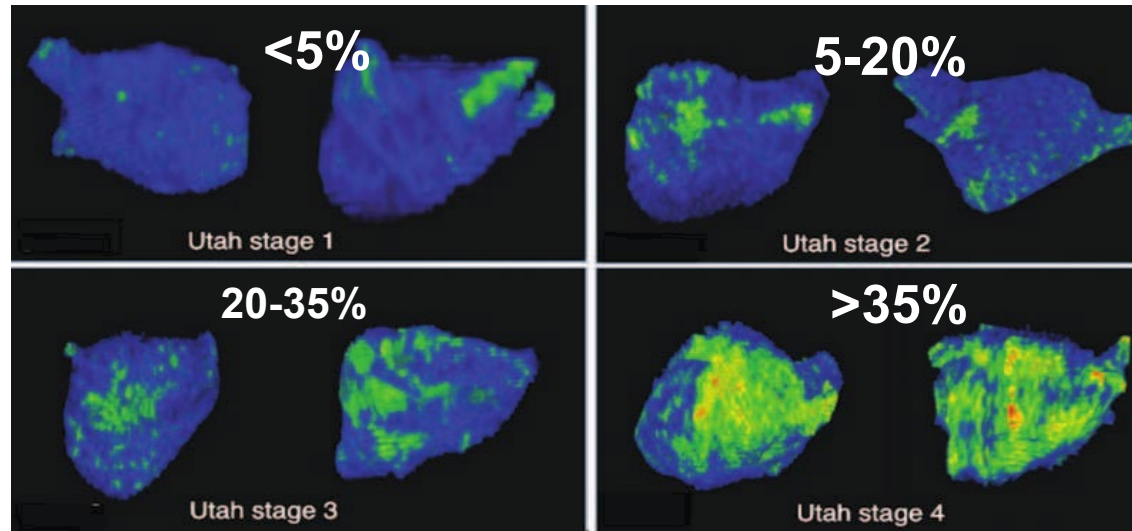 <5%
Utah stage 1
5-20%
Utah stage 2
20-35%
Utah stage 3
>35%
Utah stage 4